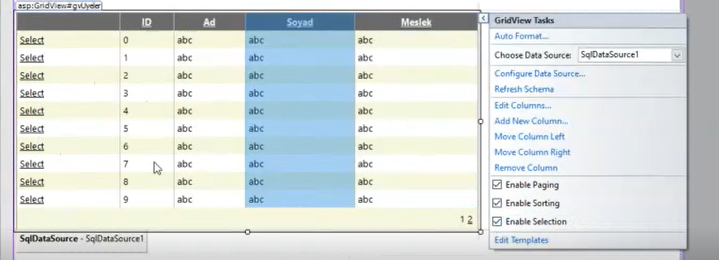 asp:GridView#gvUyeler
ID Ad Soyad Meslek
Select 0 abc abc abc
Select 1 abc abc abc
Select 2 abc abc abc
Select 3 abc abc abc
Select 4 abc abc abc
Select 5 abc abc abc
Select 6 abc abc abc
Select 7 abc abc abc
Select 8 abc abc abc
Select 9 abc abc abc
1 2
SqlDataSource - SqlDataSource1
GridView Tasks
Auto Format...
Choose Data Source: SqlDataSource1
Configure Data Source...
Refresh Schema
Edit Columns...
Add New Column...
Move Column Left
Move Column Right
Remove Column
Enable Paging
Enable Sorting
Enable Selection
Edit Templates